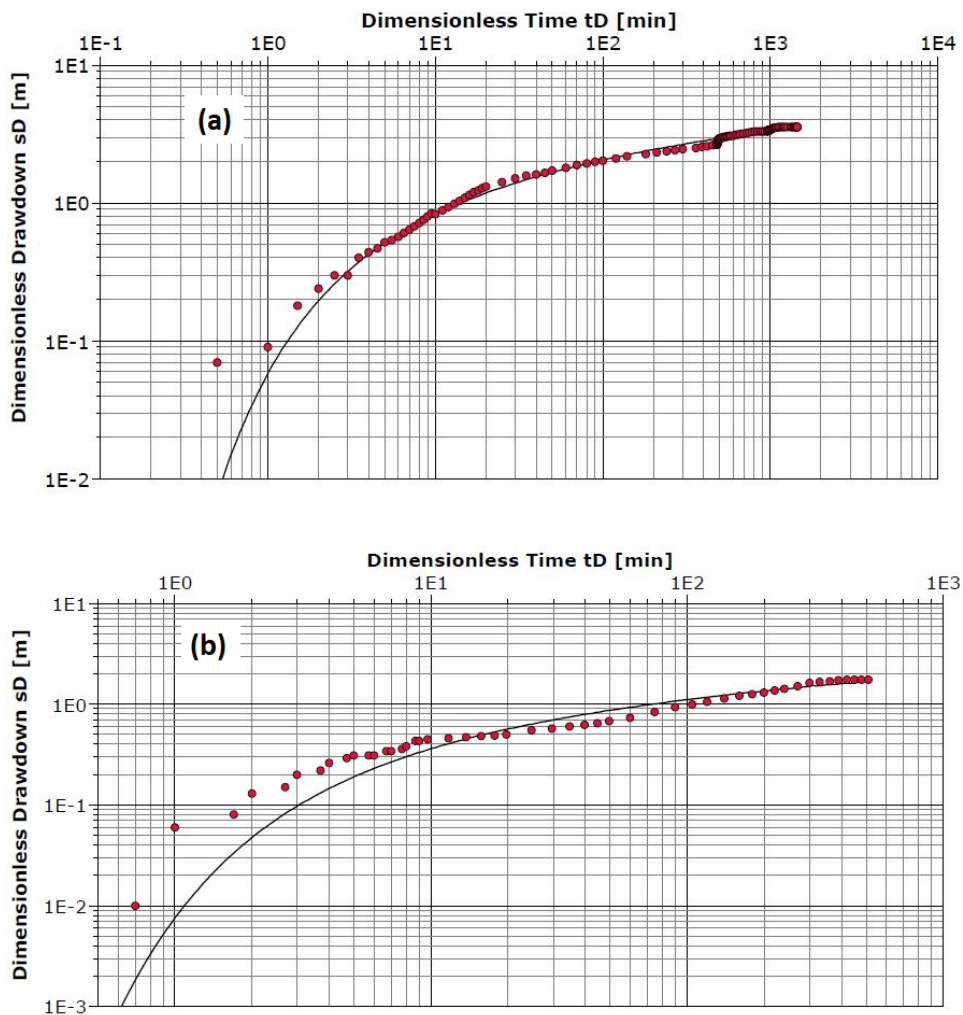 Dimensionless Time tD [min]
1E-1 1E0 1E1 1E2 1E3 1E4
Dimensionless Drawdown sD [m]
1E1
(a)
1E0
1E-1
1E-2
Dimensionless Time tD [min]
1E0 1E1 1E2 1E3
Dimensionless Drawdown sD [m]
1E1
(b)
1E0
1E-1
1E-2
1E-3